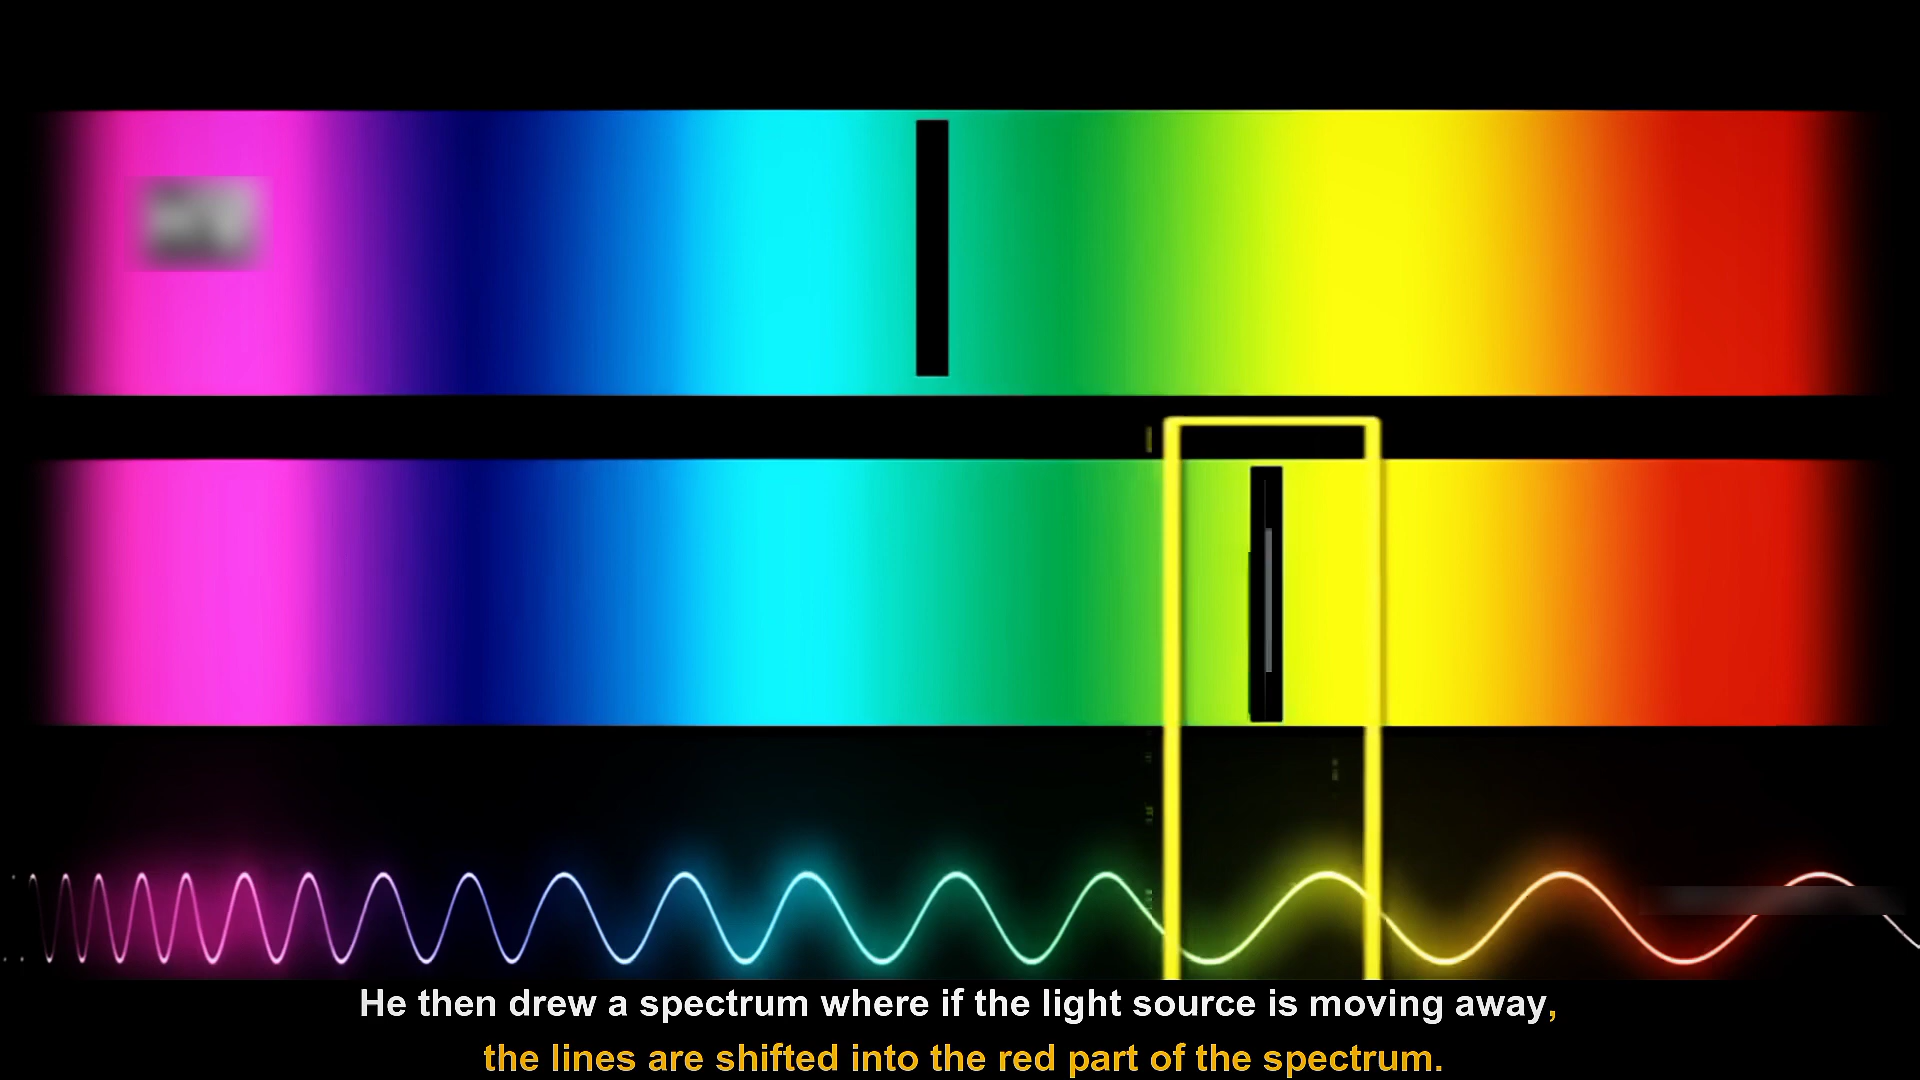 He then drew a spectrum where if the light source is moving away,
the lines are shifted into the red part of the spectrum.